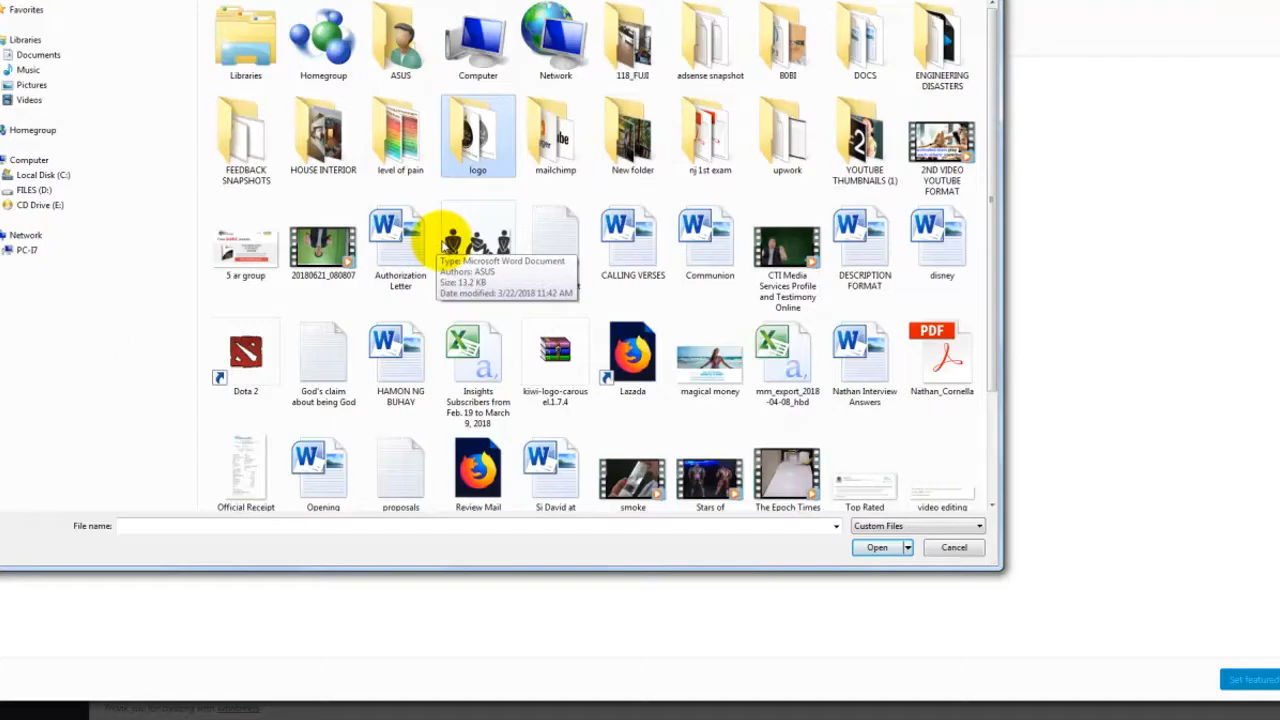 Favorites
Libraries
Documents
Music
Pictures
Videos
Homegroup
Computer
Local Disk (C:)
FILES (D:)
CD Drive (E:)
Network
PC-I7
Libraries
Homegroup
ASUS
Computer
Network
118_FUJI
adsense snapshot
BOBI
DOCS
ENGINEERING
DISASTERS
FEEDBACK
SNAPSHOTS
HOUSE INTERIOR
level of pain
logo
mailchimp
New folder
nj 1st exam
upwork
YOUTUBE
THUMBNAILS (1)
2ND VIDEO
YOUTUBE
FORMAT
5 ar group
20180621_080807
Authorization
Letter
Type: Microsoft Word Document
Authors: ASUS
Size: 13.2 KB
Date modified: 3/22/2018 11:42 AM
CALLING VERSES
Communion
CTI Media
Services Profile
and Testimony
Online
DESCRIPTION
FORMAT
disney
Dota 2
God's claim
about being God
HAMON NG
BUHAY
Insights
Subscribers from
Feb. 19 to March
9, 2018
kiwi-logo-carous
el.1.7.4
Lazada
magical money
mm_export_2018
-04-08_hbd
Nathan Interview
Answers
PDF
Nathan_Cornella
Official Receipt
Opening
proposals
Review Mail
Si David at
smoke
Stars of
The Epoch Times
Top Rated
video editing
File name:
Custom Files
Open
Cancel
Set featured